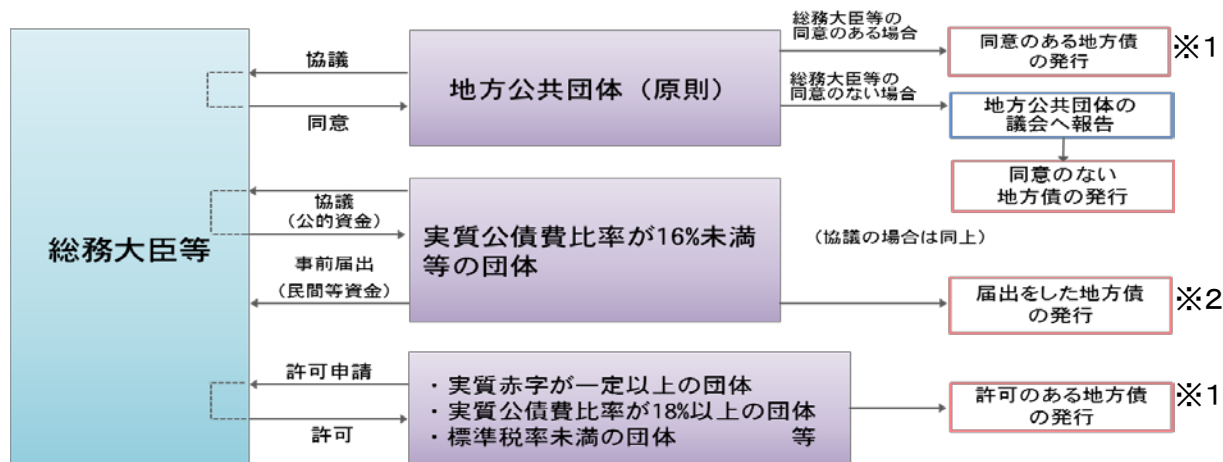 総務大臣等
協議
同意
地方公共団体（原則）
総務大臣等の
同意のある場合
同意のある地方債
の発行
※1
総務大臣等の
同意のない場合
地方公共団体の
議会へ報告
同意のない
地方債の発行
協議
（公的資金）
事前届出
（民間等資金）
実質公債費比率が16%未満
等の団体
（協議の場合は同上）
届出をした地方債
の発行
※2
許可申請
許可
・実質赤字が一定以上の団体
・実質公債費比率が18%以上の団体
・標準税率未満の団体　　　　等
許可のある地方債
の発行
※1